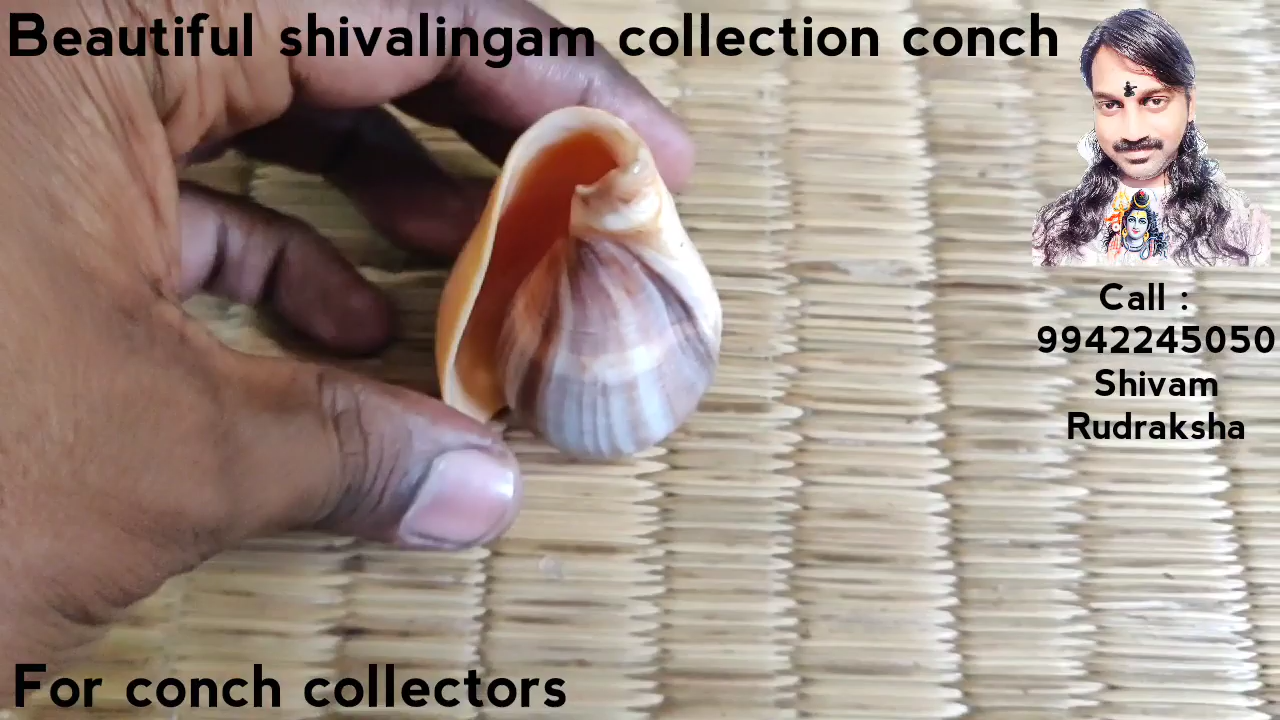 Beautiful shivalingam collection conch
Call :
9942245050
Shivam
Rudraksha
For conch collectors